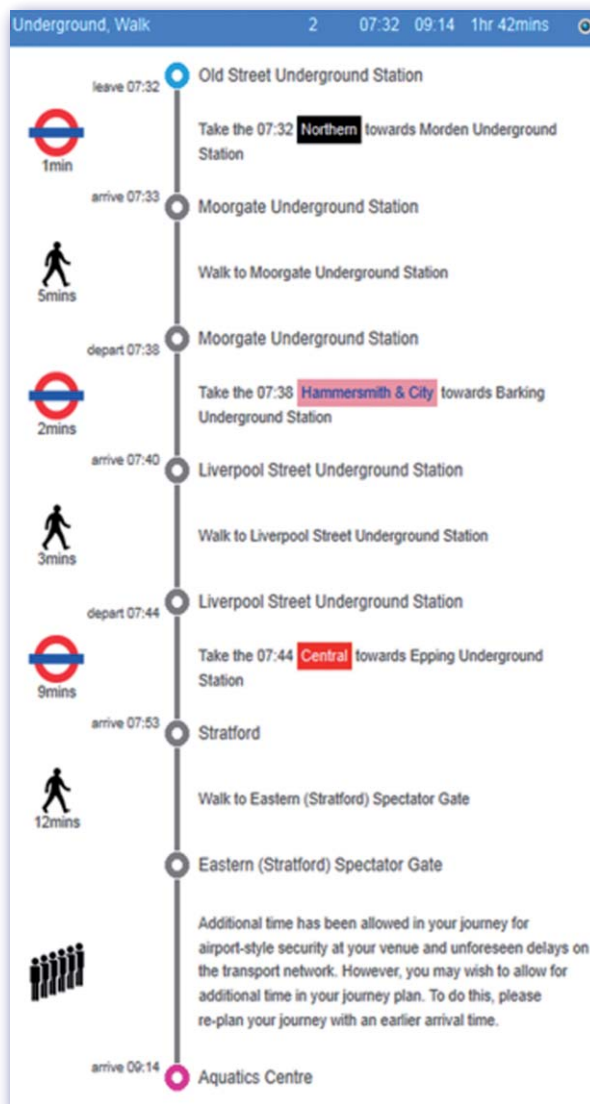 Underground, Walk 2 07:32 09:14 1hr 42mins
leave 07:32
Old Street Underground Station
1min
Take the 07:32 Northern towards Morden Underground
Station
arrive 07:33
Moorgate Underground Station
5mins
Walk to Moorgate Underground Station
depart 07:38
Moorgate Underground Station
2mins
Take the 07:38 Hammersmith & City towards Barking
Underground Station
arrive 07:40
Liverpool Street Underground Station
3mins
Walk to Liverpool Street Underground Station
depart 07:44
Liverpool Street Underground Station
9mins
Take the 07:44 Central towards Epping Underground
Station
arrive 07:53
Stratford
12mins
Walk to Eastern (Stratford) Spectator Gate
Eastern (Stratford) Spectator Gate
Additional time has been allowed in your journey for
airport-style security at your venue and unforeseen delays on
the transport network. However, you may wish to allow for
additional time in your journey plan. To do this, please
re-plan your journey with an earlier arrival time.
arrive 09:14
Aquatics Centre